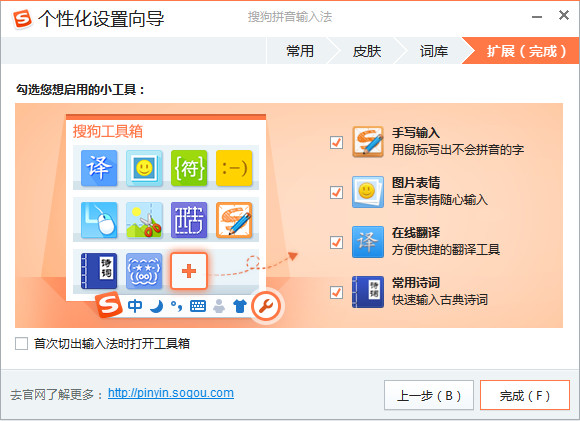 个性化设置向导
搜狗拼音输入法
常用
皮肤
词库
扩展（完成）
勾选您想启用的小工具：
搜狗工具箱
译
{符}
:-)
诗词
中
手写输入
用鼠标写出不会拼音的字
图片表情
丰富表情随心输入
译
在线翻译
方便快捷的翻译工具
诗词
常用诗词
快速输入古典诗词
首次切出输入法时打开工具箱
去官网了解更多：http://pinyin.sogou.com
上一步（B）
完成（F）